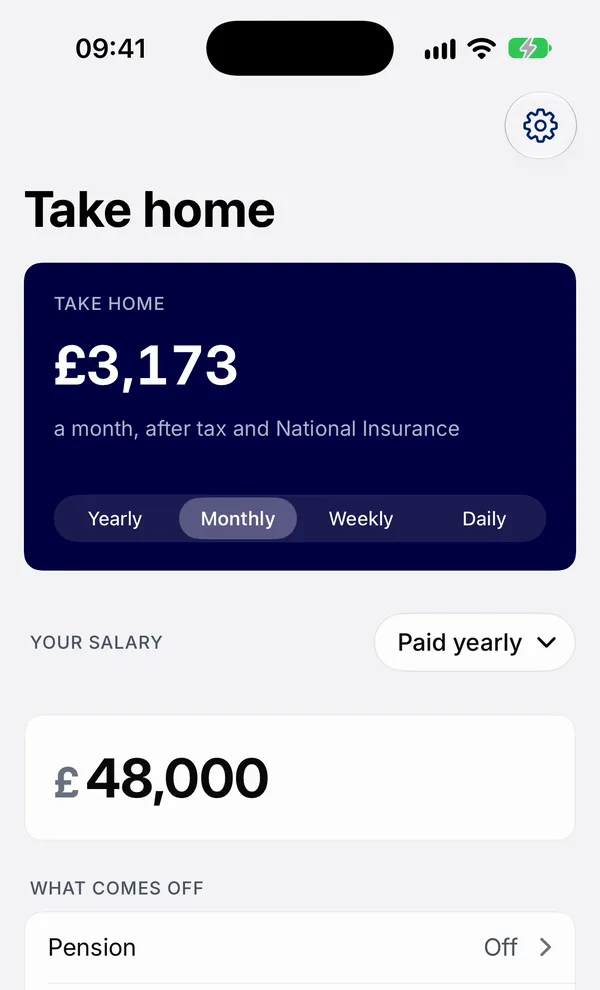 09:41
Take home
TAKE HOME
£3,173
a month, after tax and National Insurance
Yearly Monthly Weekly Daily
YOUR SALARY Paid yearly
£48,000
WHAT COMES OFF
Pension Off